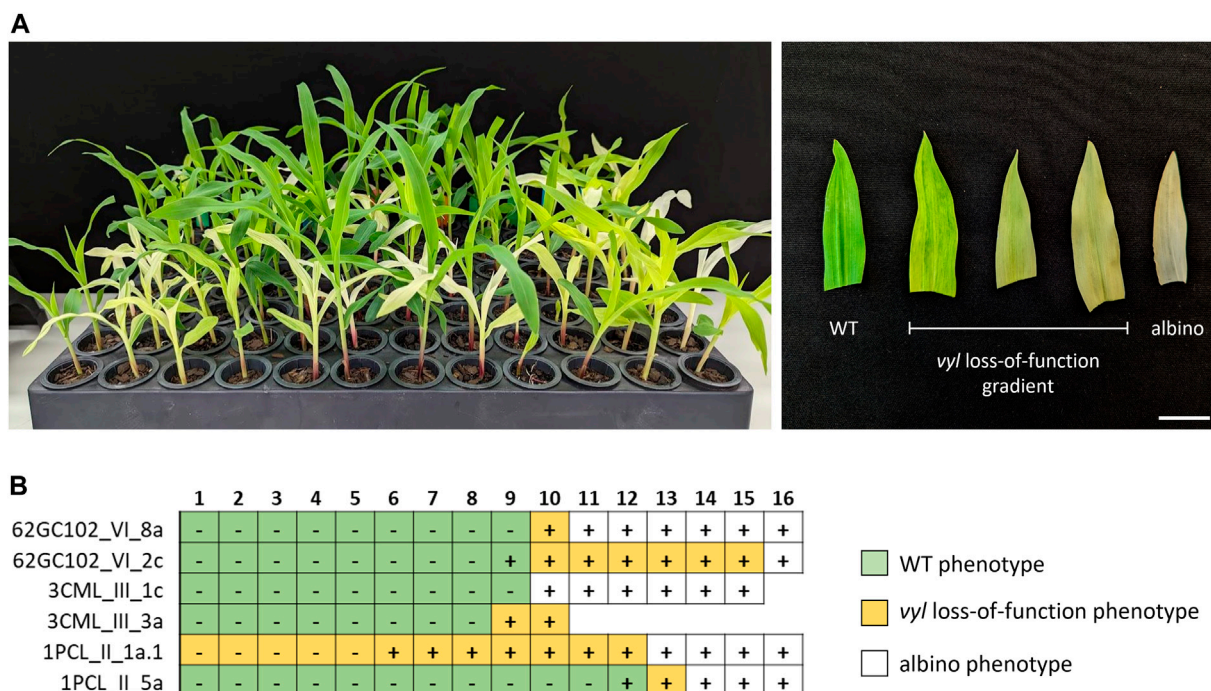 A
WT
albino
vyl loss-of-function
gradient
B
1 2 3 4 5 6 7 8 9 10 11 12 13 14 15 16
62GC102_VI_8a - - - - - - - - - + + + + + + +
62GC102_VI_2c - - - - - - - - + + + + + + + +
3CML_III_1c - - - - - - - - - + + + + + +
3CML_III_3a - - - - - - - - + +
1PCL_II_1a.1 - - - - - + + + + + + + + + + +
1PCL_II_5a - - - - - - - - - - - + + + + +
WT phenotype
vyl loss-of-function phenotype
albino phenotype